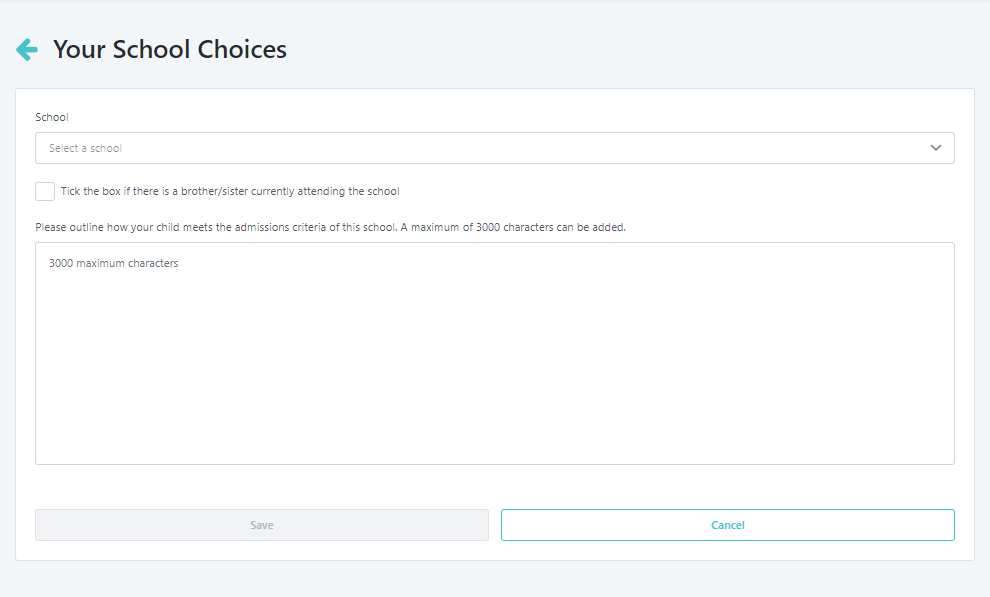 Your School Choices
School
Select a school
Tick the box if there is a brother/sister currently attending the school
Please outline how your child meets the admissions criteria of this school. A maximum of 3000 characters can be added.
3000 maximum characters
Save
Cancel